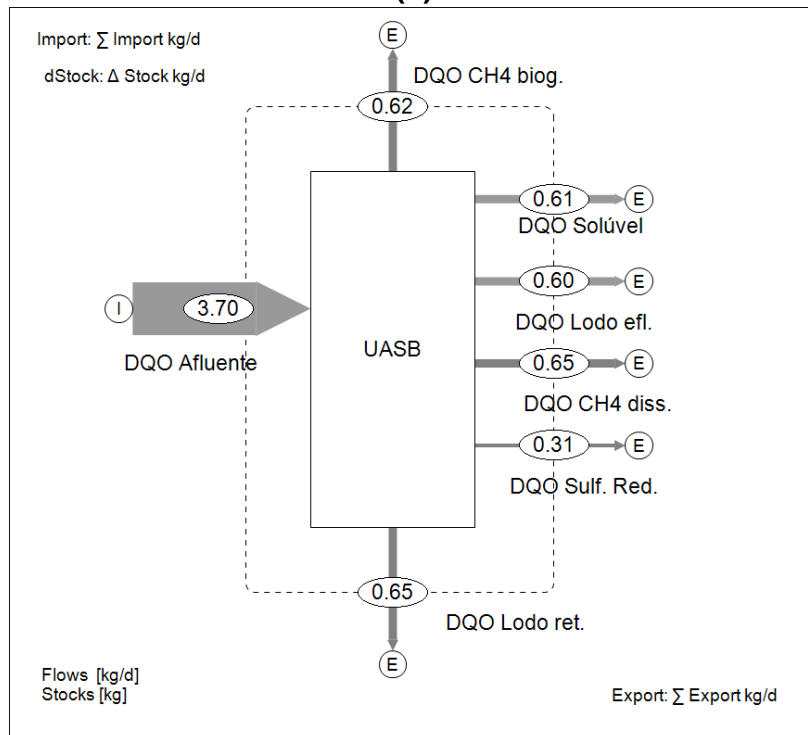 Import: ∑ Import kg/d
dStock: Δ Stock kg/d
E
DQO CH4 biog.
0.62
0.61
E
DQO Solúvel
I
3.70
DQO Afluente
UASB
0.60
E
DQO Lodo efl.
0.65
E
DQO CH4 diss.
0.31
E
DQO Sulf. Red.
0.65
DQO Lodo ret.
E
Flows [kg/d]
Stocks [kg]
Export: ∑ Export kg/d